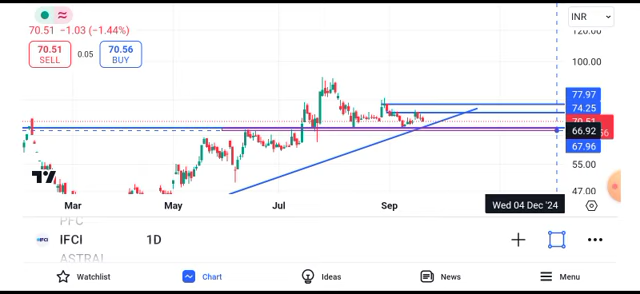 70.51 −1.03 (−1.44%)
INR
120.00
70.51 0.05 70.56
SELL BUY
100.00
77.97
74.25
70.51
66.92
67.96
55.00
47.00
Mar May Jul Sep Wed 04 Dec '24
PFC
IFCI 1D
ASTRAL
Watchlist Chart Ideas News Menu